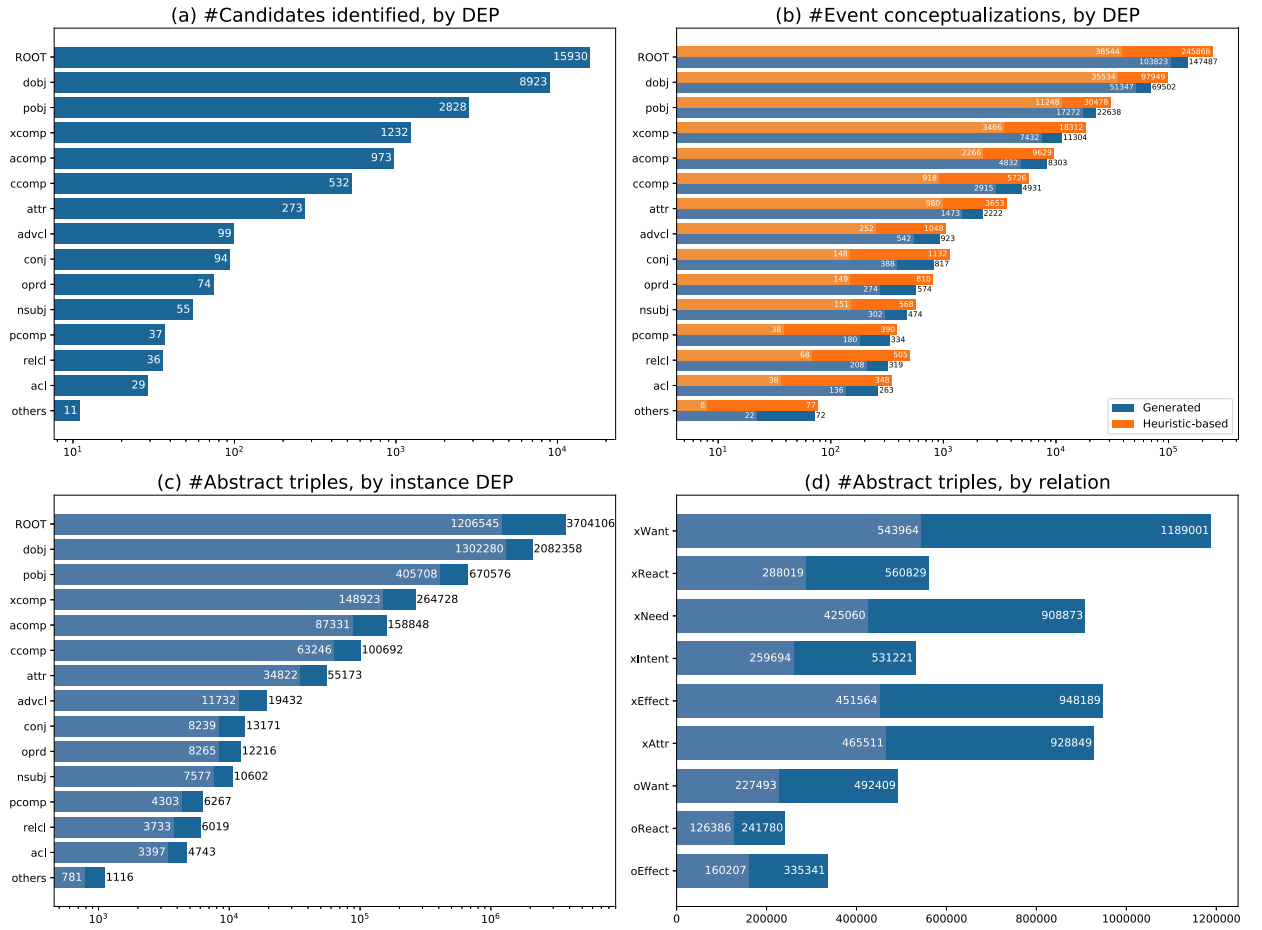 (a) #Candidates identified, by DEP
ROOT 15930
dobj 8923
pobj 2828
xcomp 1232
acomp 973
ccomp 532
attr 273
advcl 99
conj 94
oprd 74
nsubj 55
pcomp 37
relcl 36
acl 29
others 11
10¹ 10² 10³ 10⁴
(b) #Event conceptualizations, by DEP
ROOT 38544 245868
103823 147487
dobj 35534 97949
51347 69502
pobj 11248 30478
17272 22638
xcomp 3466 18312
7432 11304
acomp 2266 9629
4832 8303
ccomp 918 5726
2915 4931
attr 980 3653
1473 2222
advcl 252 1048
542 923
conj 148 1132
388 817
oprd 149 810
274 574
nsubj 151 568
302 474
pcomp 38 390
180 334
relcl 68 505
208 319
acl 36 348
136 263
others 8 77
22 72
Generated
Heuristic-based
10¹ 10² 10³ 10⁴ 10⁵
(c) #Abstract triples, by instance DEP
ROOT 1206545 3704106
dobj 1302280 2082358
pobj 405708 670576
xcomp 148923 264728
acomp 87331 158848
ccomp 63246 100692
attr 34822 55173
advcl 11732 19432
conj 8239 13171
oprd 8265 12216
nsubj 7577 10602
pcomp 4303 6267
relcl 3733 6019
acl 3397 4743
others 781 1116
10³ 10⁴ 10⁵ 10⁶
(d) #Abstract triples, by relation
xWant 543964 1189001
xReact 288019 560829
xNeed 425060 908873
xIntent 259694 531221
xEffect 451564 948189
xAttr 465511 928849
oWant 227493 492409
oReact 126386 241780
oEffect 160207 335341
0 200000 400000 600000 800000 1000000 1200000